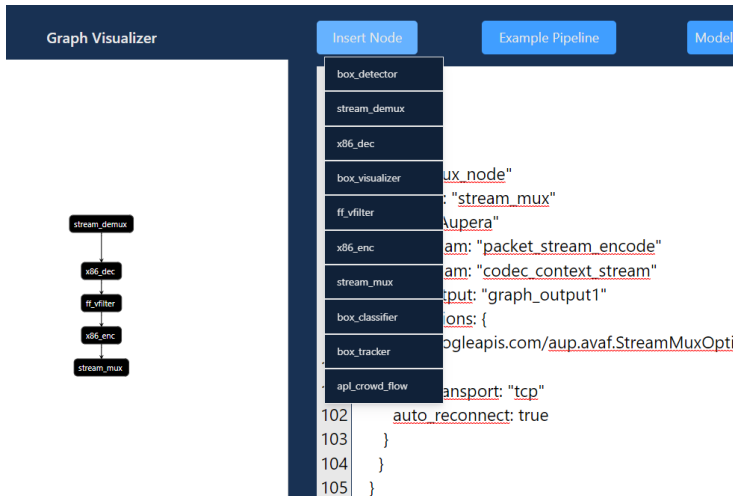 Graph Visualizer
Insert Node
Example Pipeline
Model
box_detector
stream_demux
x86_dec
box_visualizer
ff_vfilter
x86_enc
stream_mux
box_classifier
box_tracker
apl_crowd_flow
stream_demux
x86_dec
ff_vfilter
x86_enc
stream_mux
ux_node"
: "stream_mux"
Aupera"
am: "packet_stream_encode"
am: "codec_context_stream"
tput: "graph_output1"
ions: {
ogleapis.com/aup.avaf.StreamMuxOpti
ansport: "tcp"
102 auto_reconnect: true
103 }
104 }
105 }